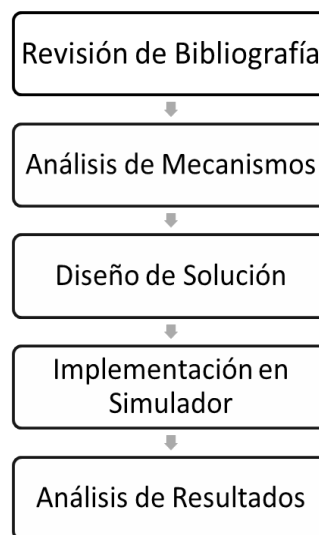 Revisión de Bibliografía
Análisis de Mecanismos
Diseño de Solución
Implementación en
Simulador
Análisis de Resultados